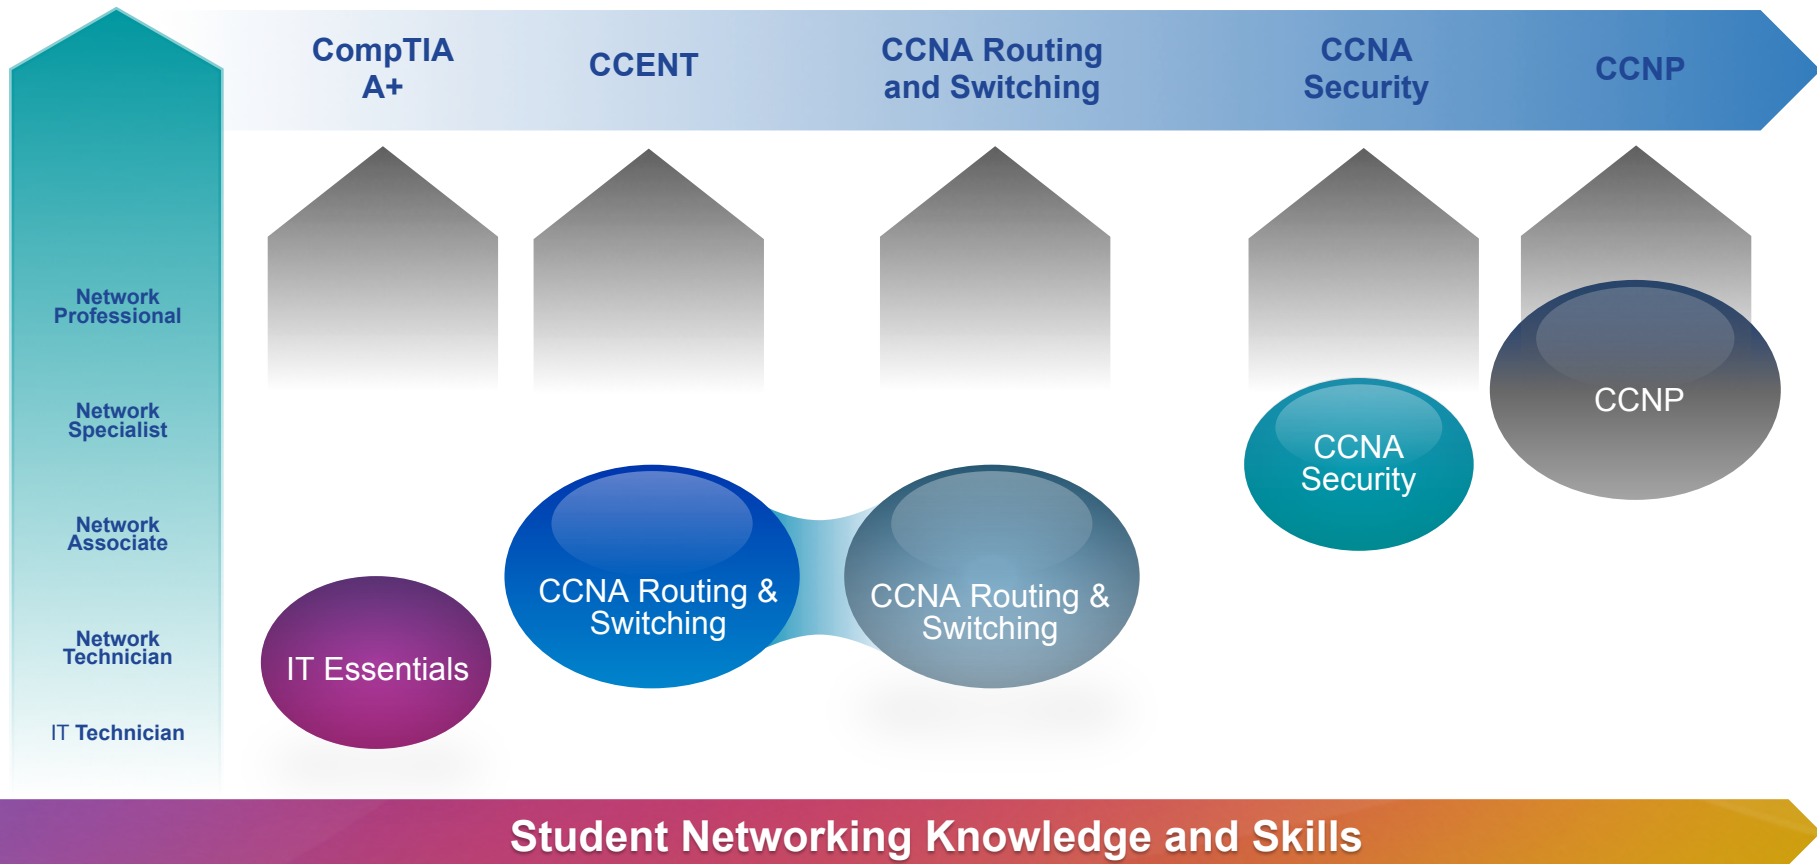 CompTIA
A+
CCENT
CCNA Routing
and Switching
CCNA
Security
CCNP
Network
Professional
Network
Specialist
Network
Associate
Network
Technician
IT Technician
IT Essentials
CCNA Routing &
Switching
CCNA Routing &
Switching
CCNA
Security
CCNP
Student Networking Knowledge and Skills